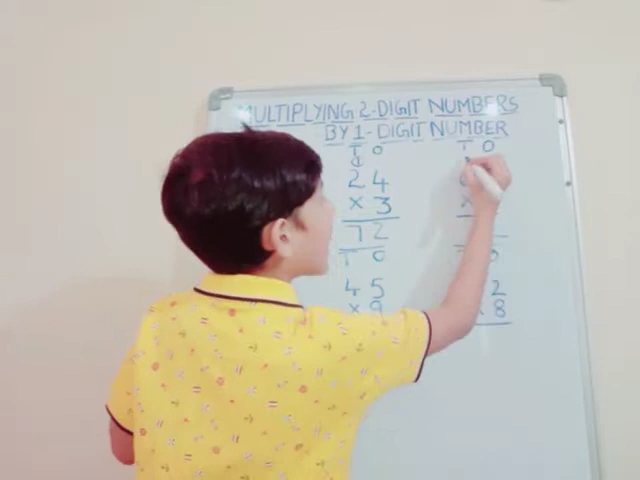 MULTIPLYING 2-DIGIT NUMBERS
BY 1-DIGIT NUMBER
T O T O
2 4
× 3 ×
7 2
T O T O
4 5 2
× 9 × 8